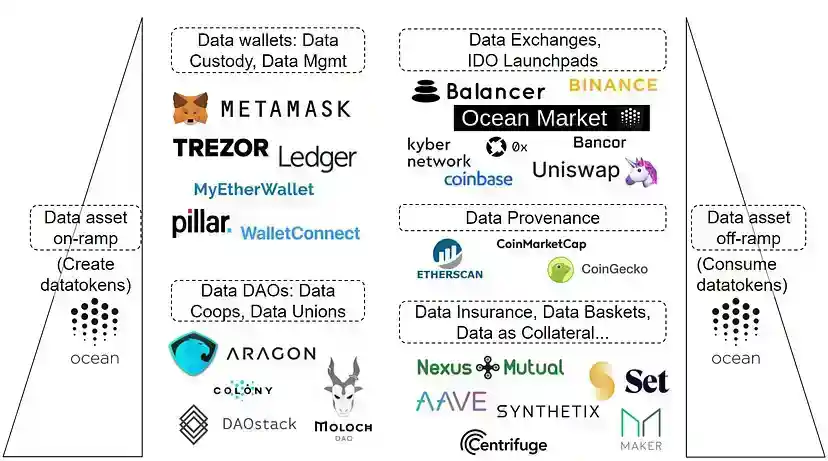 Data wallets: Data
Custody, Data Mgmt
METAMASK
TREZOR
Ledger
MyEtherWallet
pillar.
WalletConnect
Data DAOs: Data
Coops, Data Unions
ARAGON
COLONY
DAOstack
MOLOCH
DAO
Data Exchanges,
IDO Launchpads
Balancer
BINANCE
Ocean Market
kyber
network
0x
Bancor
coinbase
Uniswap
Data Provenance
ETHERSCAN
CoinMarketCap
CoinGecko
Data Insurance, Data Baskets,
Data as Collateral...
Nexus Mutual
Set
AAVE
SYNTHETIX
Centrifuge
MAKER
Data asset
on-ramp
(Create
datatokens)
ocean
Data asset
off-ramp
(Consume
datatokens)
ocean